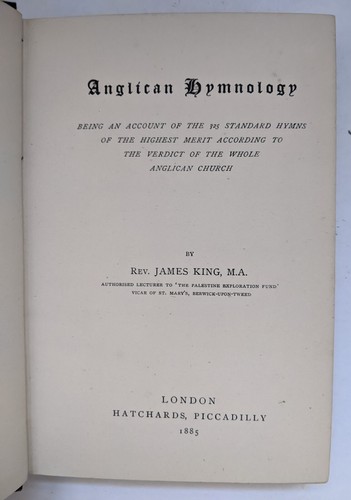 Anglican Hymnology
BEING AN ACCOUNT OF THE 325 STANDARD HYMNS
OF THE HIGHEST MERIT ACCORDING TO
THE VERDICT OF THE WHOLE
ANGLICAN CHURCH
BY
REV. JAMES KING, M.A.
AUTHORISED LECTURER TO 'THE PALESTINE EXPLORATION FUND'
VICAR OF ST. MARY'S, BERWICK-UPON-TWEED
LONDON
HATCHARDS, PICCADILLY
1885